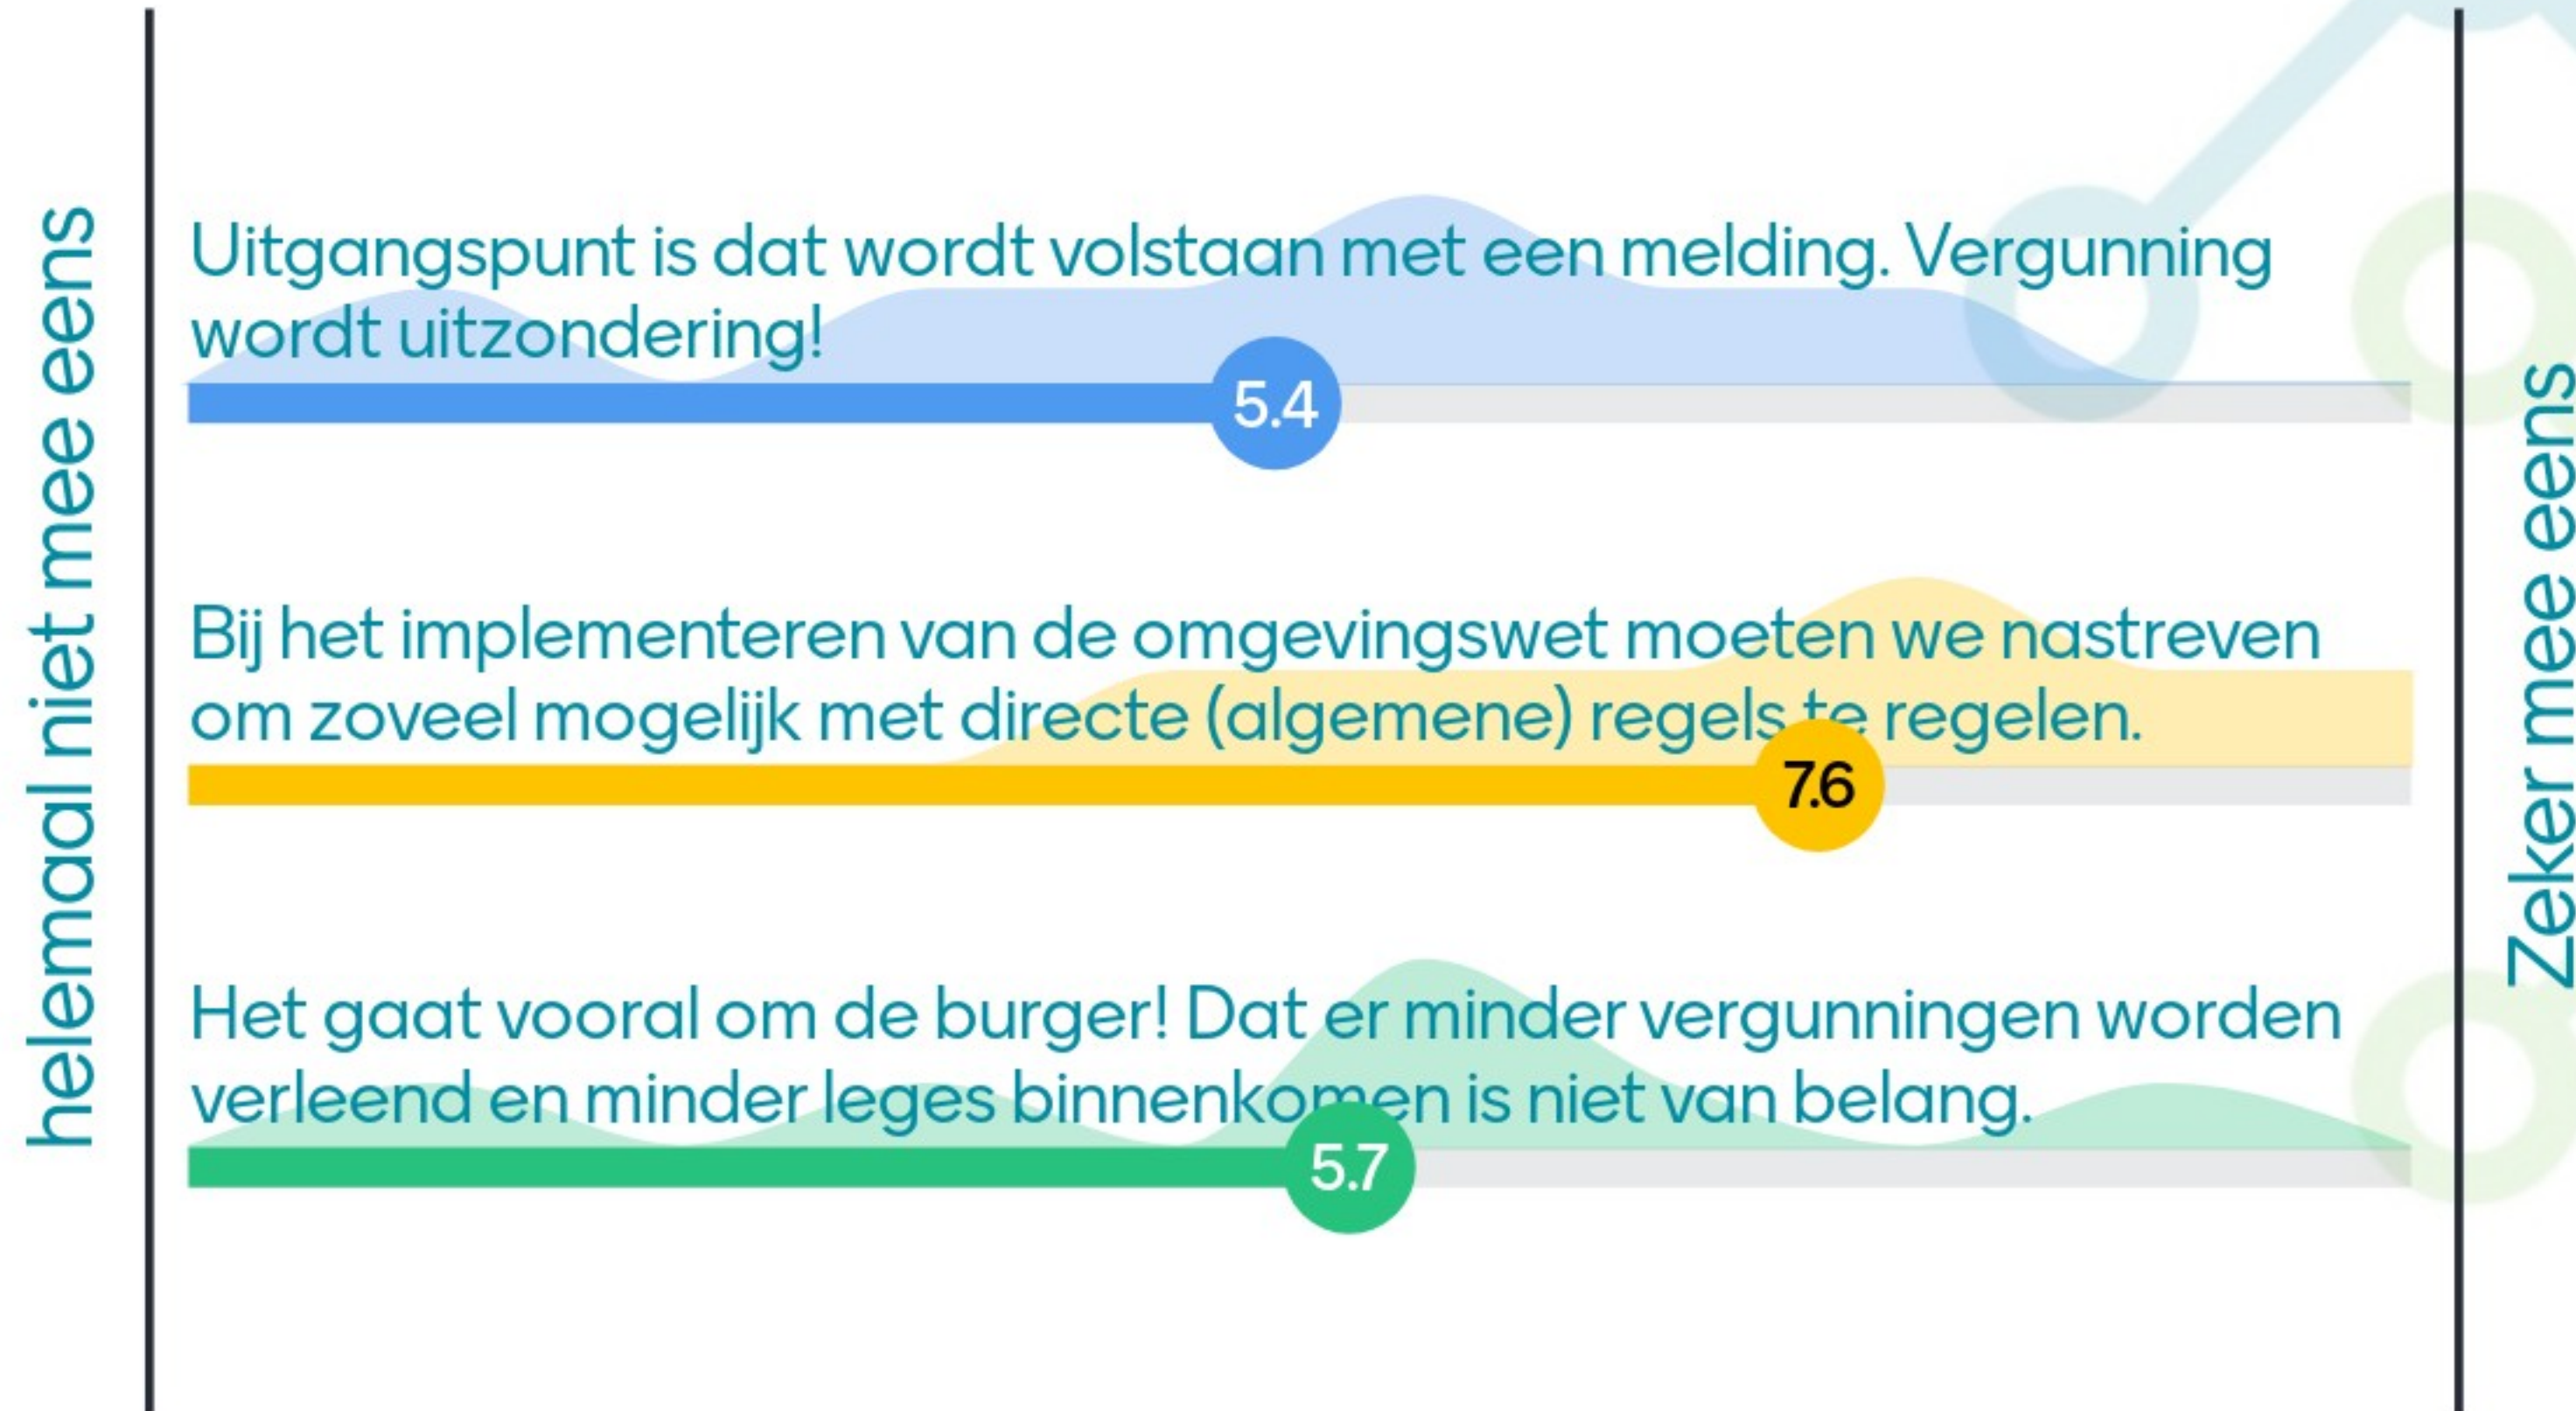 helemaal niet mee eens
Uitgangspunt is dat wordt volstaan met een melding. Vergunning
wordt uitzondering!
5.4
Bij het implementeren van de omgevingswet moeten we nastreven
om zoveel mogelijk met directe (algemene) regels te regelen.
7.6
Het gaat vooral om de burger! Dat er minder vergunningen worden
verleend en minder leges binnenkomen is niet van belang.
5.7
Zeker mee eens